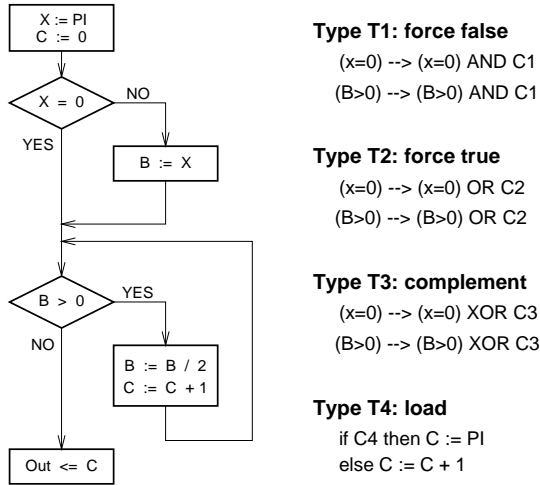 X := PI
C := 0
X = 0
NO
YES
B := X
B > 0
YES
NO
B := B / 2
C := C + 1
Out <= C
Type T1: force false
(x=0) --> (x=0) AND C1
(B>0) --> (B>0) AND C1
Type T2: force true
(x=0) --> (x=0) OR C2
(B>0) --> (B>0) OR C2
Type T3: complement
(x=0) --> (x=0) XOR C3
(B>0) --> (B>0) XOR C3
Type T4: load
if C4 then C := PI
else C := C + 1